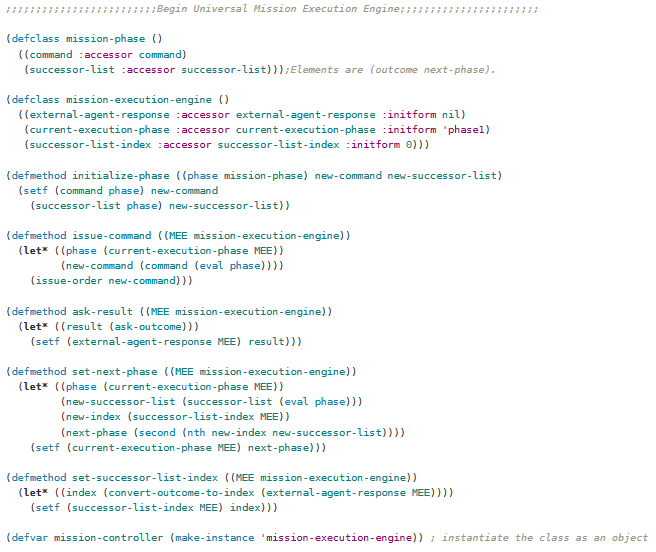 ;;;;;;;;;;;;;;;;;;;;;;;;;Begin Universal Mission Execution Engine;;;;;;;;;;;;;;;;;;;;;;;
(defclass mission-phase ()
  ((command :accessor command)
   (successor-list :accessor successor-list)));Elements are (outcome next-phase).
(defclass mission-execution-engine ()
  ((external-agent-response :accessor external-agent-response :initform nil)
   (current-execution-phase :accessor current-execution-phase :initform 'phase1)
   (successor-list-index :accessor successor-list-index :initform 0)))
(defmethod initialize-phase ((phase mission-phase) new-command new-successor-list)
  (setf (command phase) new-command
    (successor-list phase) new-successor-list))
(defmethod issue-command ((MEE mission-execution-engine))
  (let* ((phase (current-execution-phase MEE))
         (new-command (command (eval phase))))
    (issue-order new-command)))
(defmethod ask-result ((MEE mission-execution-engine))
  (let* ((result (ask-outcome)))
    (setf (external-agent-response MEE) result)))
(defmethod set-next-phase ((MEE mission-execution-engine))
  (let* ((phase (current-execution-phase MEE))
         (new-successor-list (successor-list (eval phase)))
         (new-index (successor-list-index MEE))
         (next-phase (second (nth new-index new-successor-list))))
    (setf (current-execution-phase MEE) next-phase)))
(defmethod set-successor-list-index ((MEE mission-execution-engine))
  (let* ((index (convert-outcome-to-index (external-agent-response MEE))))
    (setf (successor-list-index MEE) index)))
(defvar mission-controller (make-instance 'mission-execution-engine)) ; instantiate the class as an object